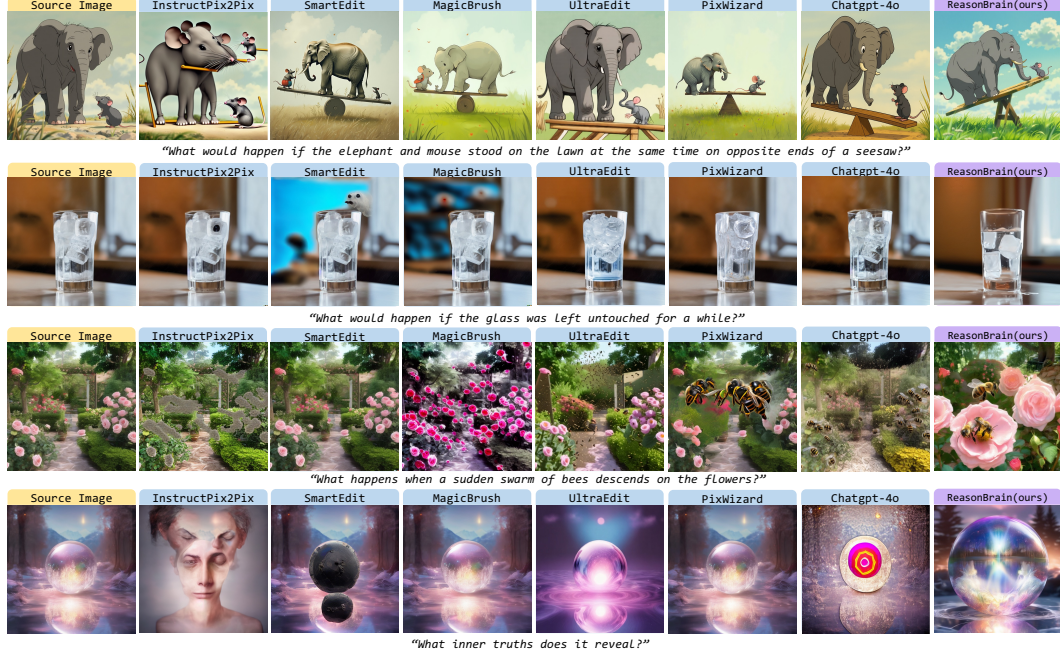 Source Image InstructPix2Pix SmartEdit MagicBrush UltraEdit PixWizard Chatgpt-4o ReasonBrain(ours)
“What would happen if the elephant and mouse stood on the lawn at the same time on opposite ends of a seesaw?”
Source Image InstructPix2Pix SmartEdit MagicBrush UltraEdit PixWizard Chatgpt-4o ReasonBrain(ours)
“What would happen if the glass was left untouched for a while?”
Source Image InstructPix2Pix SmartEdit MagicBrush UltraEdit PixWizard Chatgpt-4o ReasonBrain(ours)
“What happens when a sudden swarm of bees descends on the flowers?”
Source Image InstructPix2Pix SmartEdit MagicBrush UltraEdit PixWizard Chatgpt-4o ReasonBrain(ours)
“What inner truths does it reveal?”